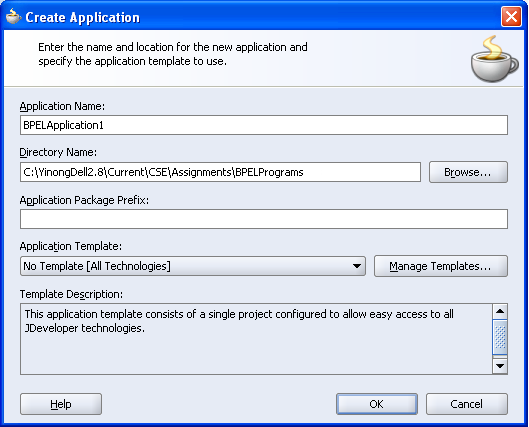 Create Application
Enter the name and location for the new application and
specify the application template to use.
Application Name:
BPELApplication1
Directory Name:
C:\YinongDell2.8\Current\CSE\Assignments\BPELPrograms
Browse...
Application Package Prefix:
Application Template:
No Template [All Technologies]
Manage Templates...
Template Description:
This application template consists of a single project configured to allow easy access to all
JDeveloper technologies.
Help
OK
Cancel